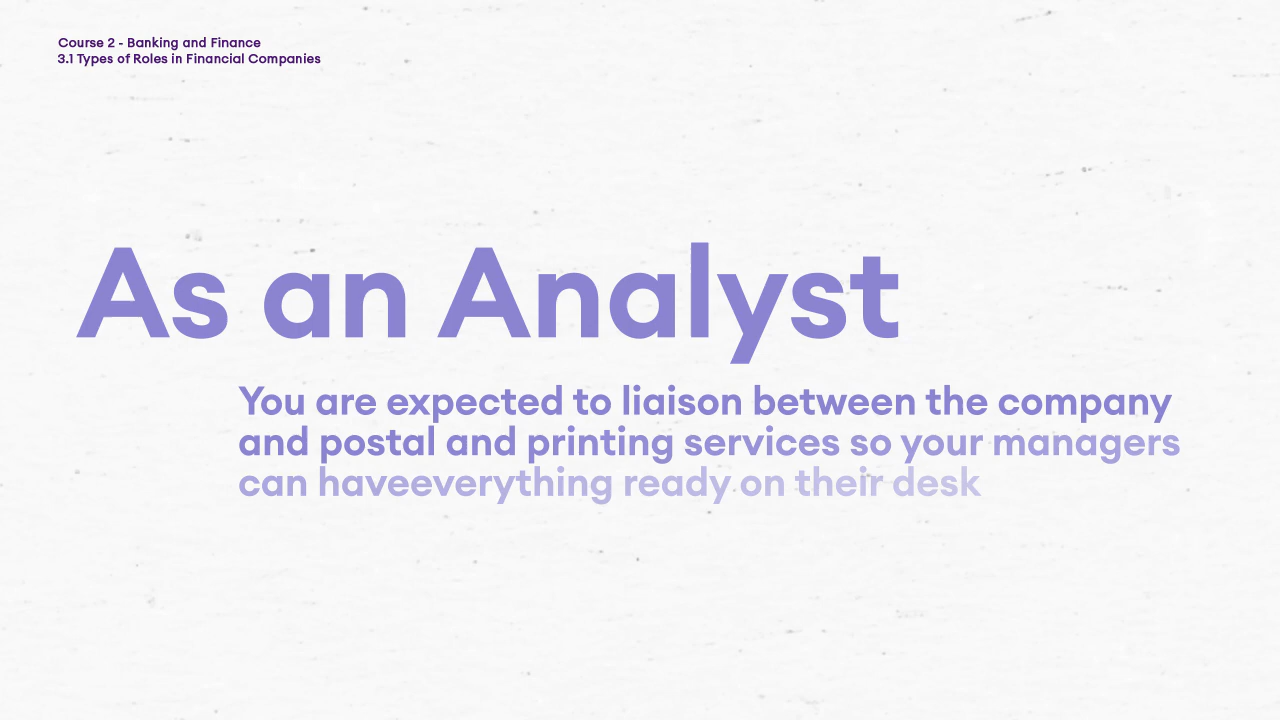 Course 2 - Banking and Finance
3.1 Types of Roles in Financial Companies
As an Analyst
You are expected to liaison between the company
and postal and printing services so your managers
can haveeverything ready on their desk